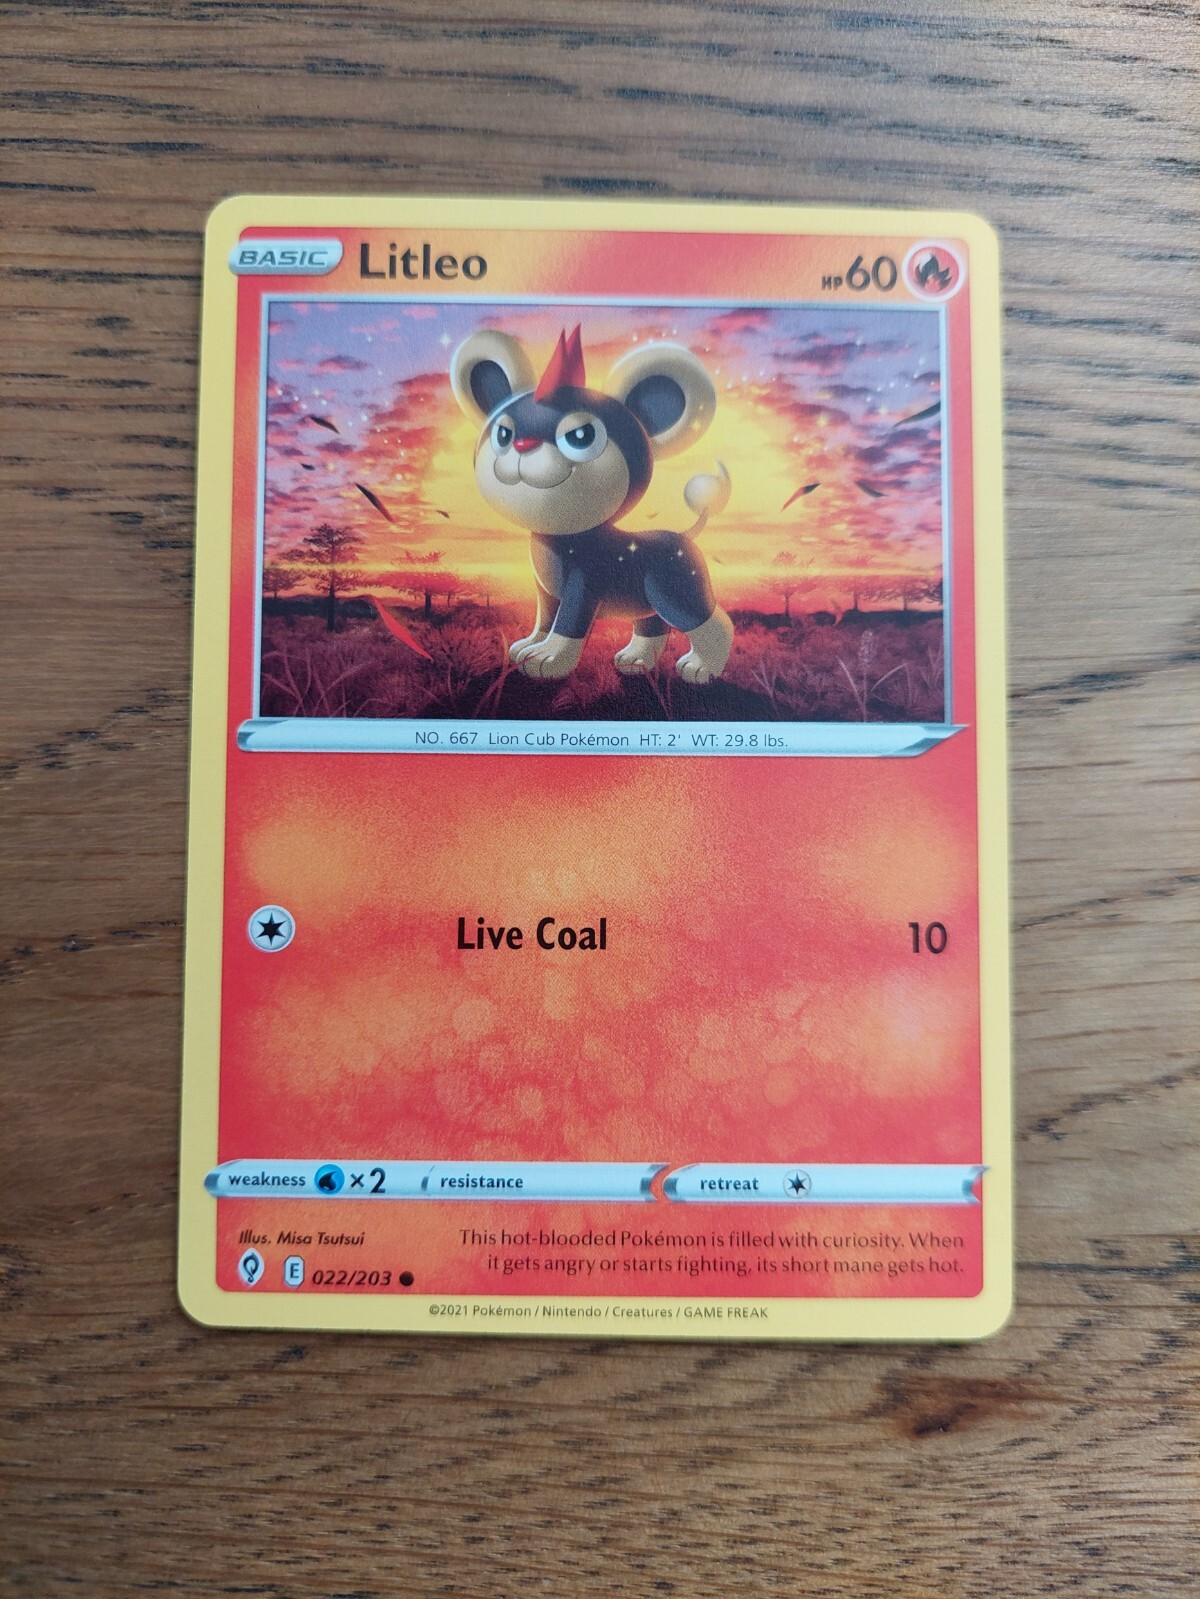 BASIC Litleo HP 60
NO. 667 Lion Cub Pokémon HT: 2' WT: 29.8 lbs.
Live Coal 10
weakness ×2 resistance retreat
Illus. Misa Tsutsui
This hot-blooded Pokémon is filled with curiosity. When
it gets angry or starts fighting, its short mane gets hot.
E 022/203
©2021 Pokémon / Nintendo / Creatures / GAME FREAK